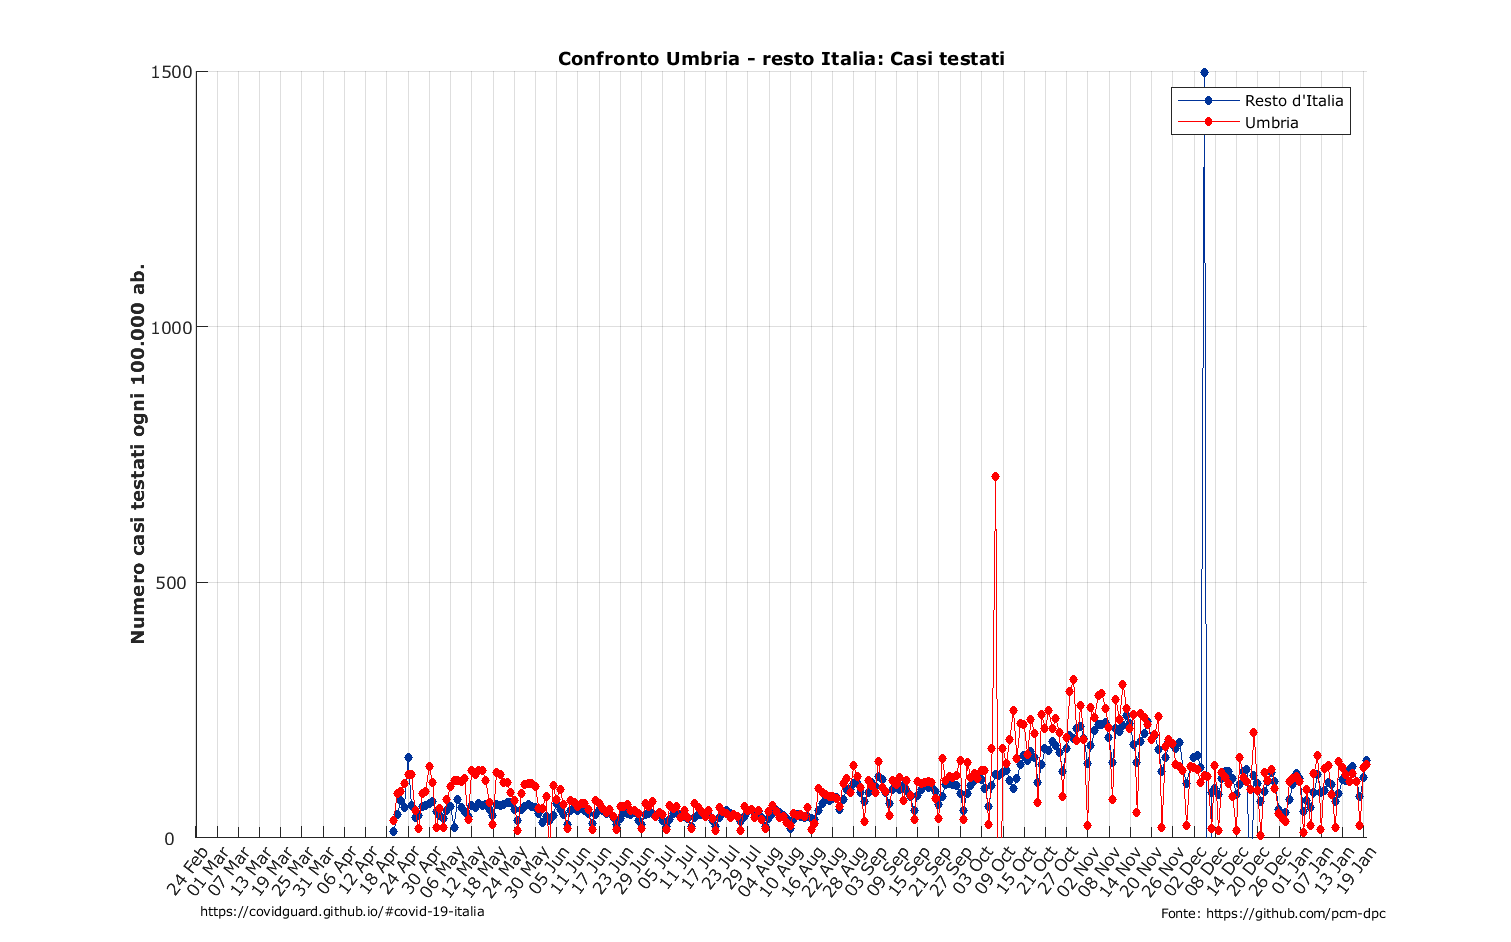 Confronto Umbria - resto Italia: Casi testati
1500
1000
500
0
Numero casi testati ogni 100.000 ab.
Resto d'Italia
Umbria
24 Feb
01 Mar
07 Mar
13 Mar
19 Mar
25 Mar
31 Mar
06 Apr
12 Apr
18 Apr
24 Apr
30 Apr
06 May
12 May
18 May
24 May
30 May
05 Jun
11 Jun
17 Jun
23 Jun
29 Jun
05 Jul
11 Jul
17 Jul
23 Jul
29 Jul
04 Aug
10 Aug
16 Aug
22 Aug
28 Aug
03 Sep
09 Sep
15 Sep
21 Sep
27 Sep
03 Oct
09 Oct
15 Oct
21 Oct
27 Oct
02 Nov
08 Nov
14 Nov
20 Nov
26 Nov
02 Dec
08 Dec
14 Dec
20 Dec
26 Dec
01 Jan
07 Jan
13 Jan
19 Jan
https://covidguard.github.io/#covid-19-italia
Fonte: https://github.com/pcm-dpc